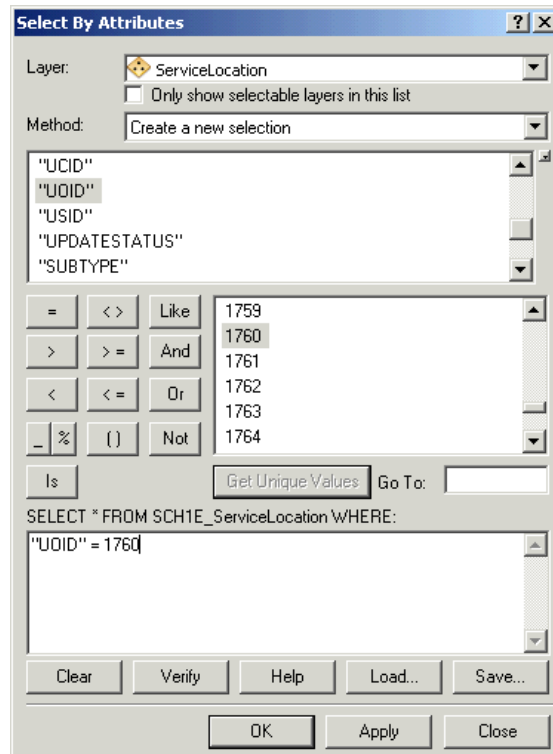 Select By Attributes ? ×
Layer: ServiceLocation
Only show selectable layers in this list
Method: Create a new selection
"UCID"
"UOID"
"USID"
"UPDATESTATUS"
"SUBTYPE"
= < > Like
> > = And
< < = Or
_ % ( ) Not
Is
1759
1760
1761
1762
1763
1764
Get Unique Values Go To:
SELECT * FROM SCH1E_ServiceLocation WHERE:
"UOID" = 1760
Clear Verify Help Load... Save...
OK Apply Close